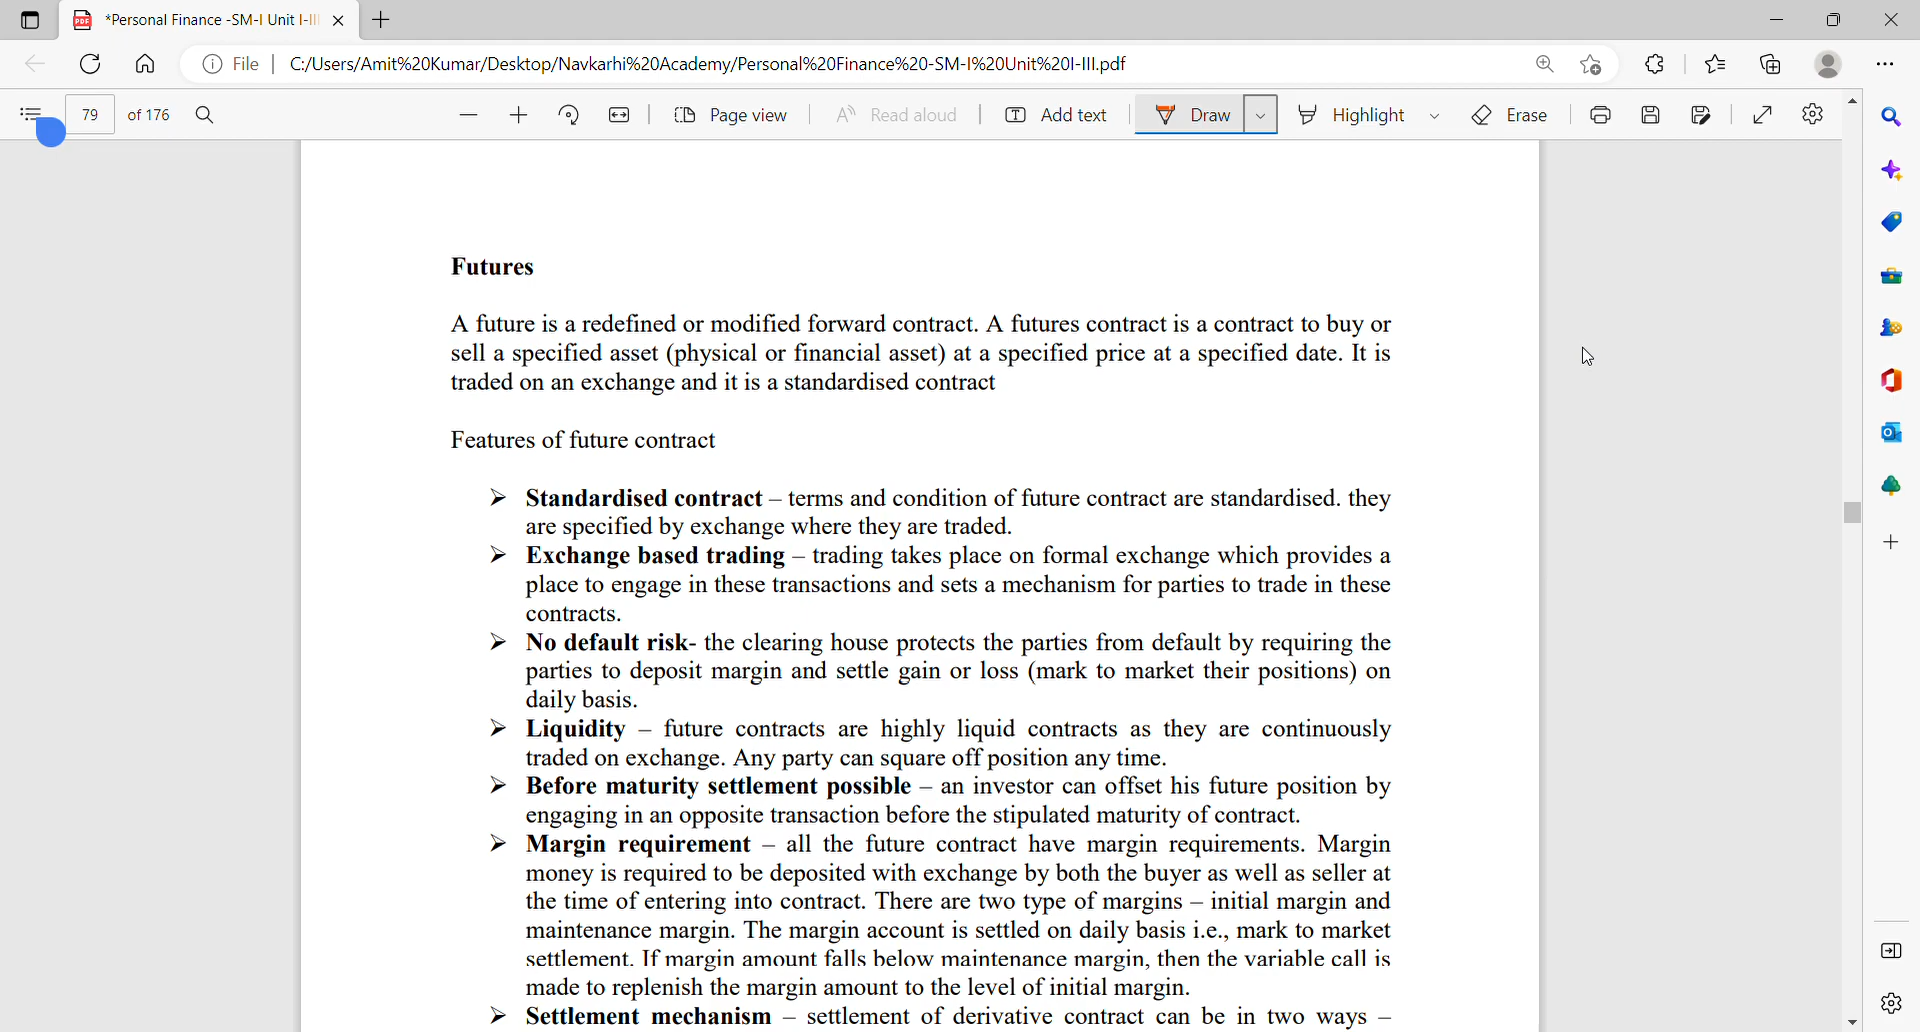 *Personal Finance -SM-I Unit I-III
File
C:/Users/Amit%20Kumar/Desktop/Navkarhi%20Academy/Personal%20Finance%20-SM-I%20Unit%20I-III.pdf
79 of 176 Page view Read aloud Add text Draw Highlight Erase
Futures
A future is a redefined or modified forward contract. A futures contract is a contract to buy or
sell a specified asset (physical or financial asset) at a specified price at a specified date. It is
traded on an exchange and it is a standardised contract
Features of future contract
➢ Standardised contract – terms and condition of future contract are standardised. they
are specified by exchange where they are traded.
➢ Exchange based trading – trading takes place on formal exchange which provides a
place to engage in these transactions and sets a mechanism for parties to trade in these
contracts.
➢ No default risk- the clearing house protects the parties from default by requiring the
parties to deposit margin and settle gain or loss (mark to market their positions) on
daily basis.
➢ Liquidity – future contracts are highly liquid contracts as they are continuously
traded on exchange. Any party can square off position any time.
➢ Before maturity settlement possible – an investor can offset his future position by
engaging in an opposite transaction before the stipulated maturity of contract.
➢ Margin requirement – all the future contract have margin requirements. Margin
money is required to be deposited with exchange by both the buyer as well as seller at
the time of entering into contract. There are two type of margins – initial margin and
maintenance margin. The margin account is settled on daily basis i.e., mark to market
settlement. If margin amount falls below maintenance margin, then the variable call is
made to replenish the margin amount to the level of initial margin.
➢ Settlement mechanism – settlement of derivative contract can be in two ways –